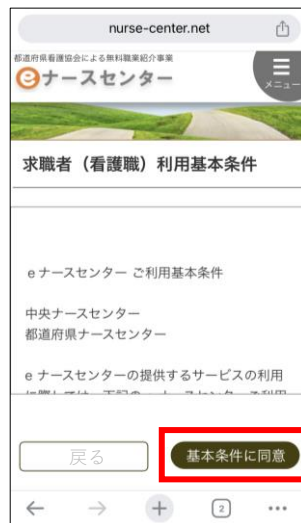 nurse-center.net
都道府県看護協会による無料職業紹介事業
eナースセンター
メニュー
求職者（看護職）利用基本条件
eナースセンター ご利用基本条件
中央ナースセンター
都道府県ナースセンター
eナースセンターの提供するサービスの利用
戻る
基本条件に同意
2